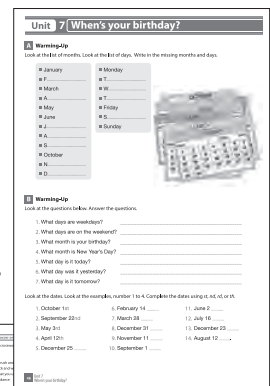 Unit 7 When's your birthday?
A Warming-Up
Look at the list of months. Look at the list of days. Write in the missing months and days.
January
F
March
A
May
June
J
A
S
October
N
D
Monday
T
W
T
Friday
S
Sunday
B Warming-Up
Look at the questions below. Answer the questions.
1. What days are weekdays?
2. What days are on the weekend?
3. What month is your birthday?
4. What month is New Year's Day?
5. What day is it today?
6. What day was it yesterday?
7. What day is it tomorrow?
Look at the dates. Look at the examples, number 1 to 4. Complete the dates using st, nd, rd, or th.
1. October 1st
2. September 22nd
3. May 3rd
4. April 12th
5. December 25
6. February 14
7. March 28
8. December 31
9. November 11
10. September 1
11. June 2
12. July 16
13. December 23
14. August 12
Unit 7
When's your birthday?